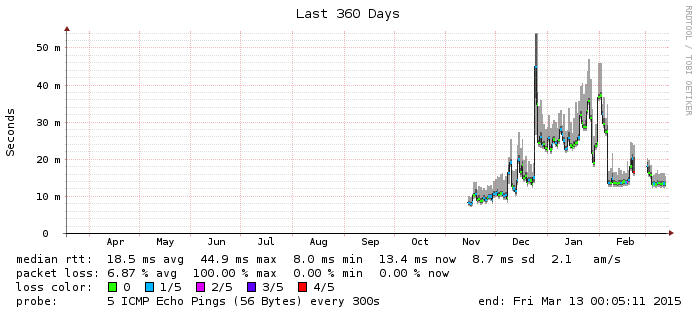 Last 360 Days
RRDTOOL / TOBI OETIKER
Seconds
50 m
40 m
30 m
20 m
10 m
0
Apr May Jun Jul Aug Sep Oct Nov Dec Jan Feb
median rtt: 18.5 ms avg 44.9 ms max 8.0 ms min 13.4 ms now 8.7 ms sd 2.1 am/s
packet loss: 6.87 % avg 100.00 % max 0.00 % min 0.00 % now
loss color: 0 1/5 2/5 3/5 4/5
probe: 5 ICMP Echo Pings (56 Bytes) every 300s end: Fri Mar 13 00:05:11 2015